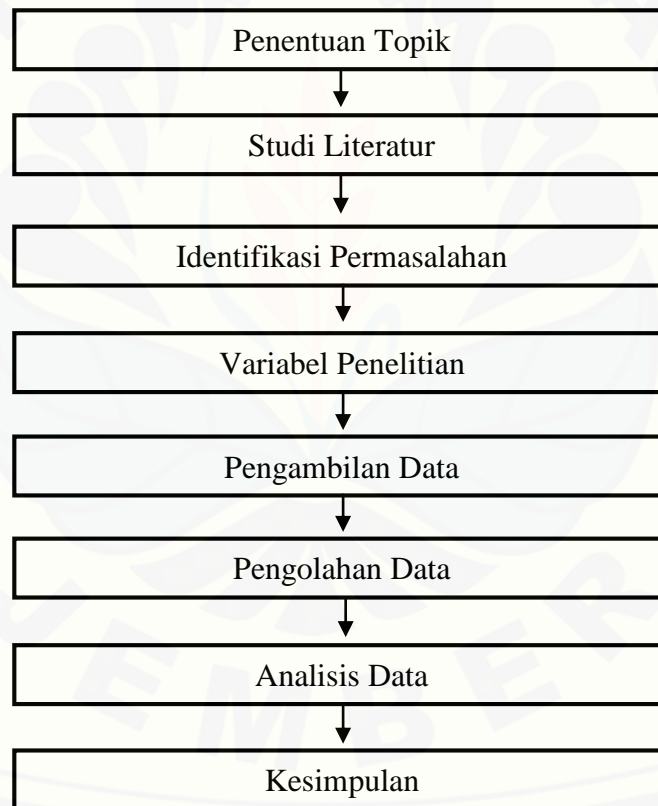 Penentuan Topik
Studi Literatur
Identifikasi Permasalahan
Variabel Penelitian
Pengambilan Data
Pengolahan Data
Analisis Data
Kesimpulan